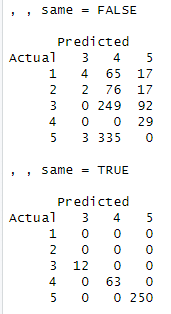 , , same = FALSE
Predicted
Actual 3 4 5
1 4 65 17
2 2 76 17
3 0 249 92
4 0 0 29
5 3 335 0
, , same = TRUE
Predicted
Actual 3 4 5
1 0 0 0
2 0 0 0
3 12 0 0
4 0 63 0
5 0 0 250